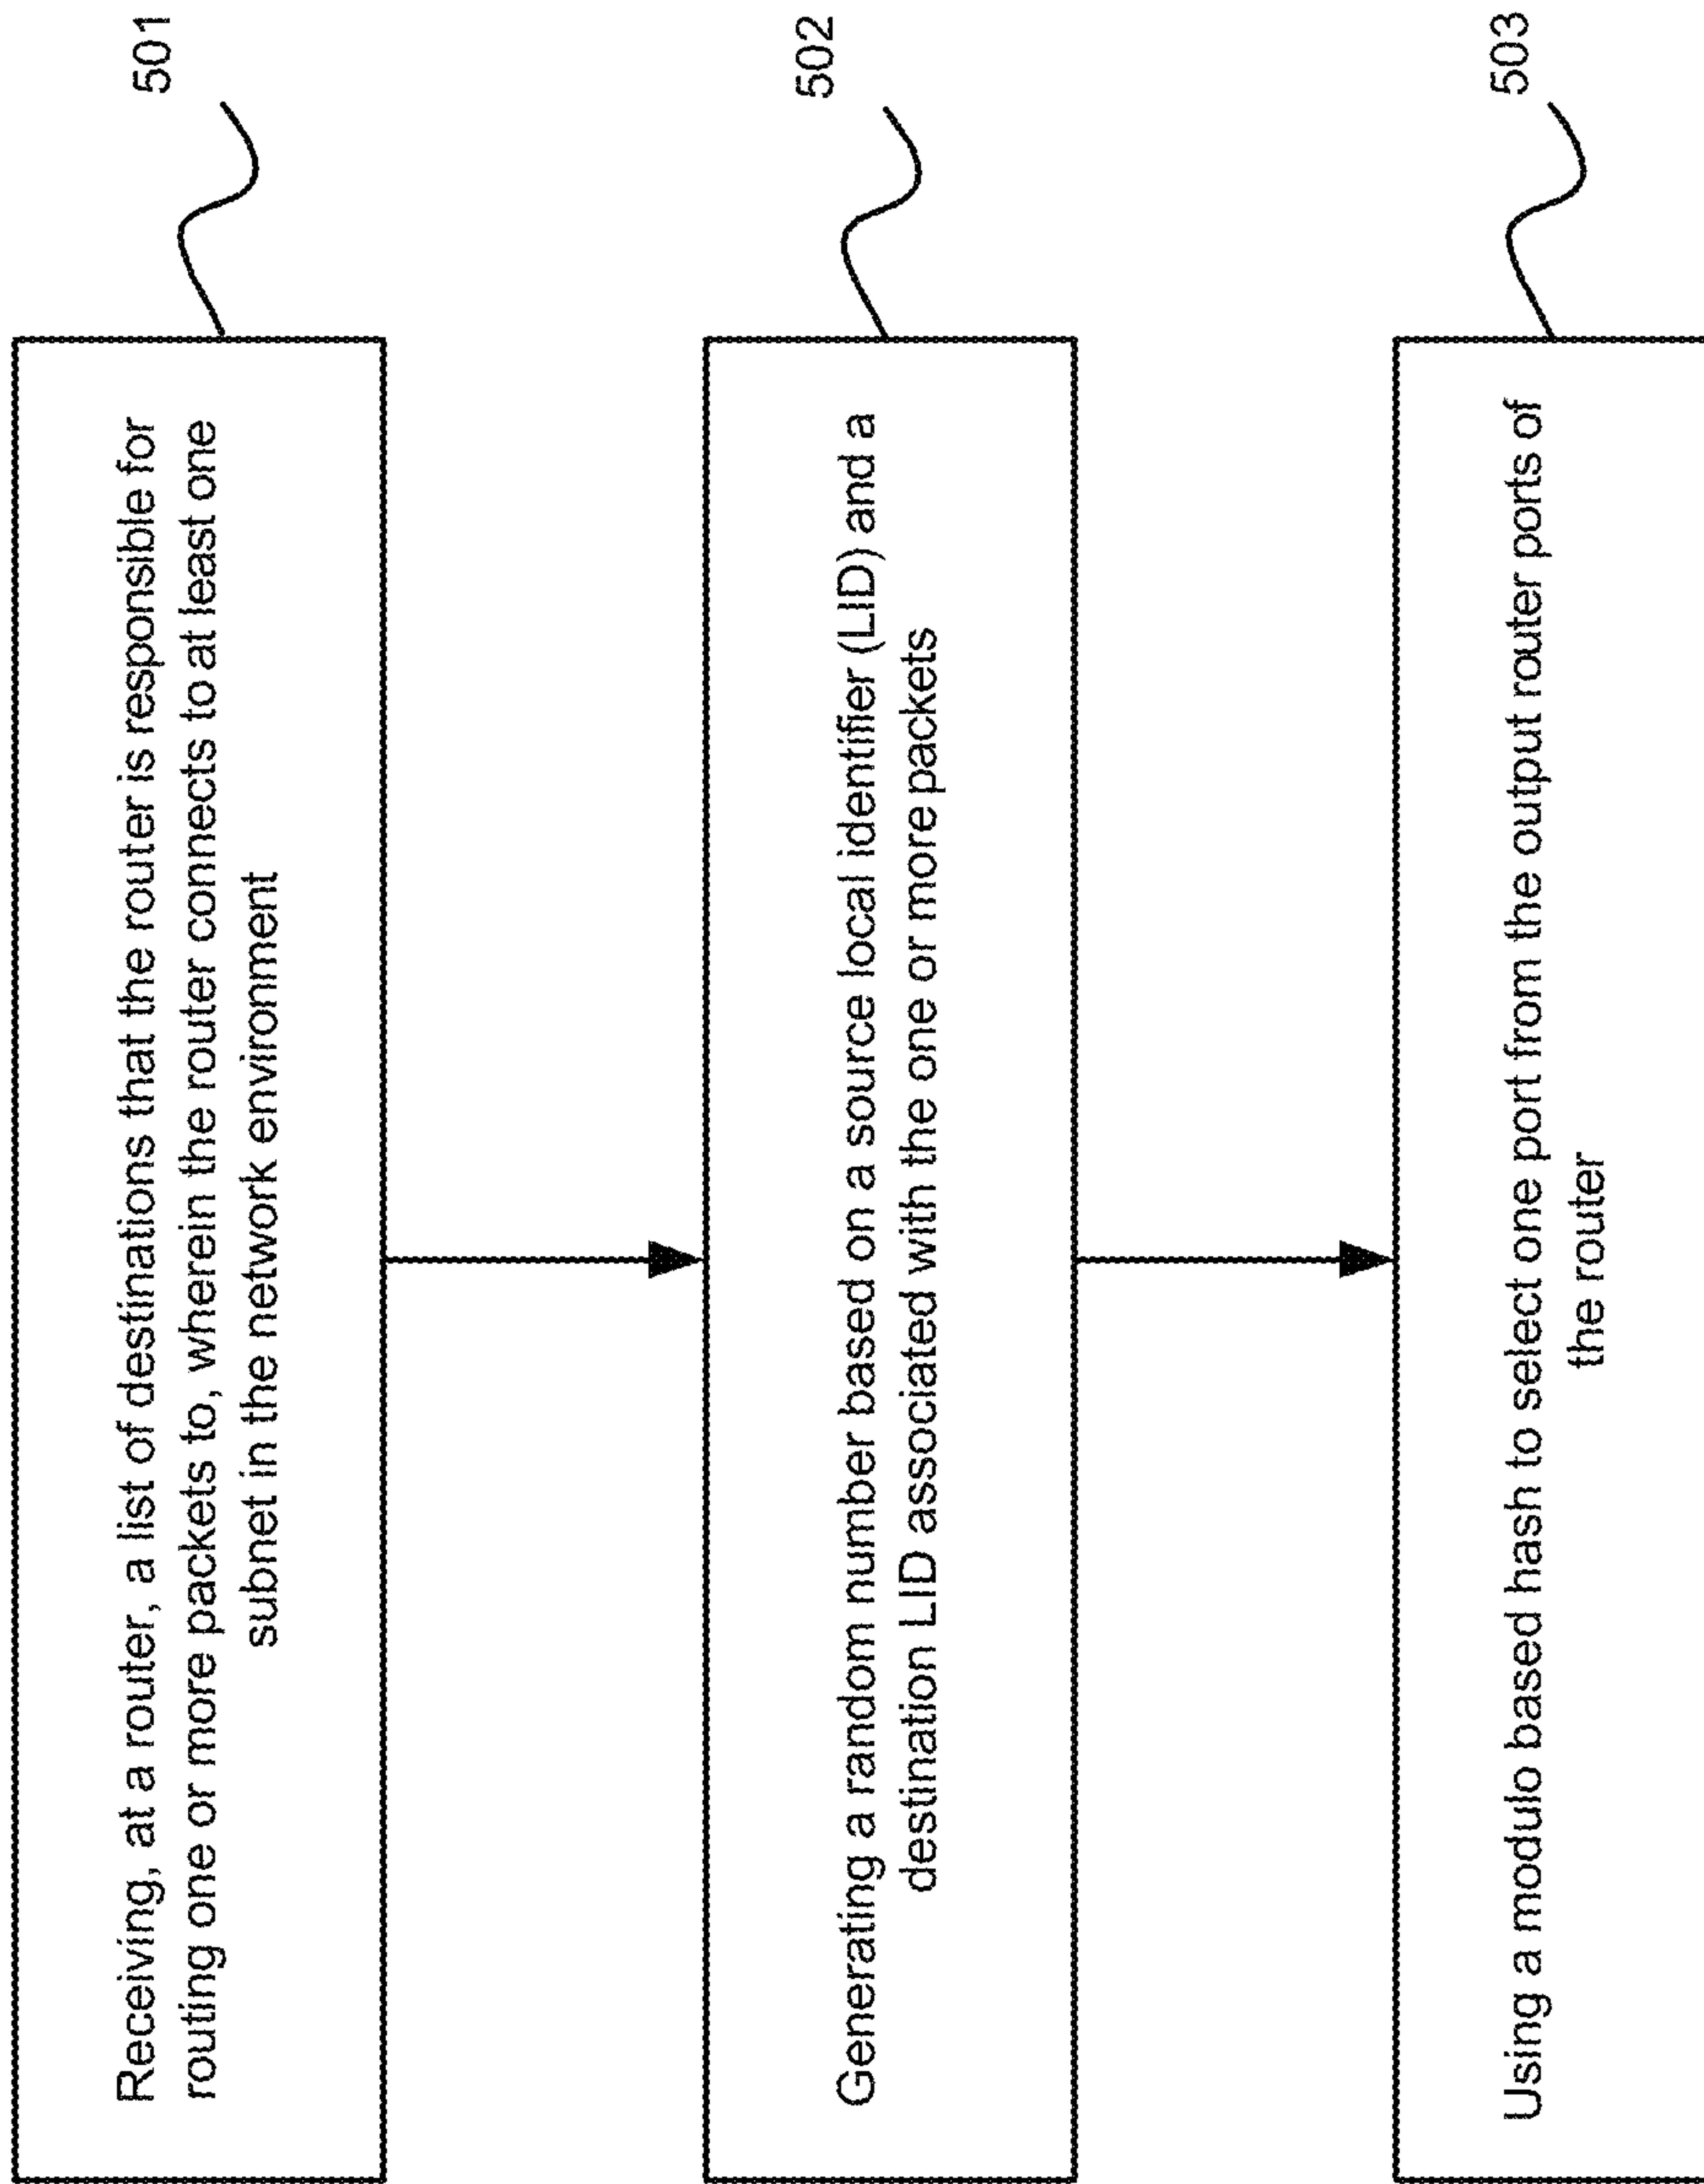 Receiving, at a router, a list of destinations that the router is responsible for
routing one or more packets to, wherein the router connects to at least one
subnet in the network environment
501
Generating a random number based on a source local identifier (LID) and a
destination LID associated with the one or more packets
502
Using a modulo based hash to select one port from the output router ports of
the router
503